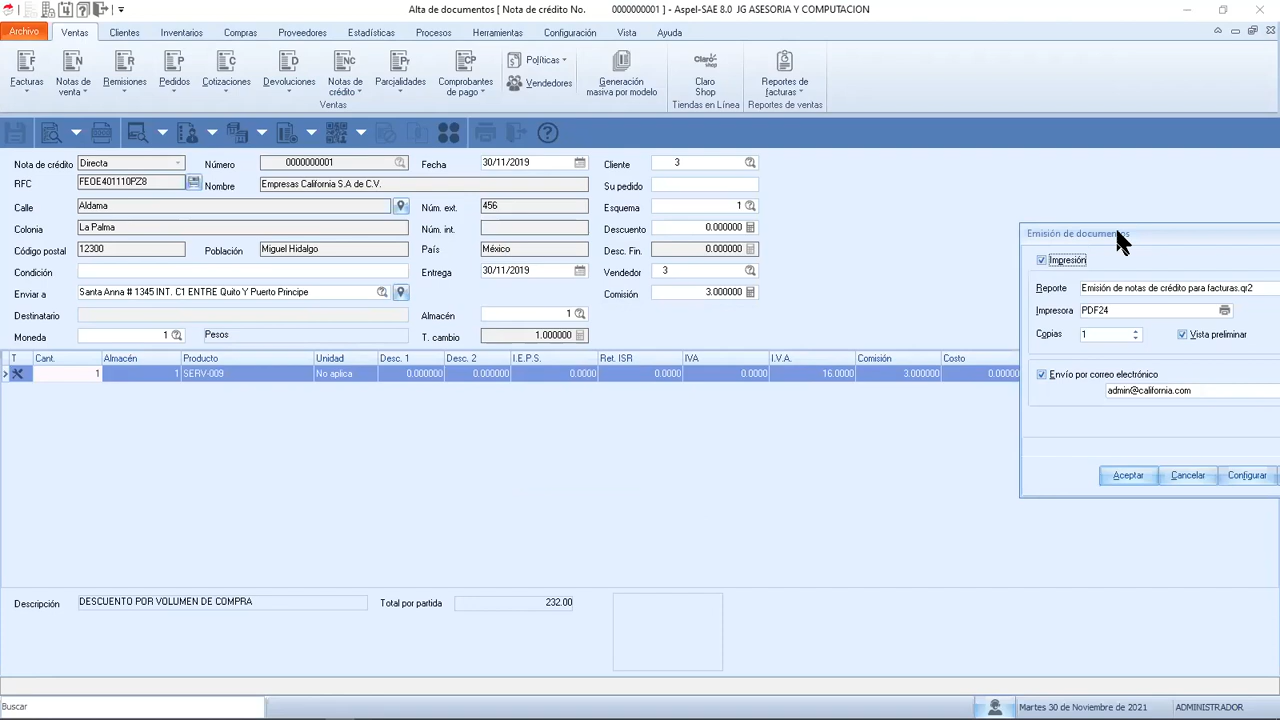 Alta de documentos [ Nota de crédito No. 0000000001 ] - Aspel-SAE 8.0 JG ASESORIA Y COMPUTACION
Archivo Ventas Clientes Inventarios Compras Proveedores Estadísticas Procesos Herramientas Configuración Vista Ayuda
Facturas
Notas de venta
Remisiones
Pedidos
Cotizaciones
Devoluciones
Notas de crédito
Parcialidades
Comprobantes de pago
Políticas
Vendedores
Ventas
Generación masiva por modelo
Claro Shop
Tiendas en Línea
Reportes de facturas
Reportes de ventas
Nota de crédito Directa Número 0000000001 Fecha 30/11/2019 Cliente 3
RFC FEOE401110PZ8 Nombre Empresas California S.A de C.V. Su pedido
Calle Aldama Núm. ext. 456 Esquema 1
Colonia La Palma Núm. int. Descuento 0.000000
Código postal 12300 Población Miguel Hidalgo País México Desc. Fin. 0.000000
Condición Entrega 30/11/2019 Vendedor 3
Enviar a Santa Anna # 1345 INT. C1 ENTRE Quito Y Puerto Principe Comisión 3.000000
Destinatario Almacén 1
Moneda 1 Pesos T. cambio 1.000000
T Cant. Almacén Producto Unidad Desc. 1 Desc. 2 I.E.P.S. Ret. ISR IVA I.V.A. Comisión Costo
1 1 SERV-009 No aplica 0.000000 0.000000 0.0000 0.0000 0.0000 16.0000 3.000000 0.00000
Emisión de documentos
Impresión
Reporte Emisión de notas de crédito para facturas.qr2
Impresora PDF24
Copias 1 Vista preliminar
Envío por correo electrónico
admin@california.com
Aceptar Cancelar Configurar
Descripción DESCUENTO POR VOLUMEN DE COMPRA Total por partida 232.00
Buscar Martes 30 de Noviembre de 2021 ADMINISTRADOR